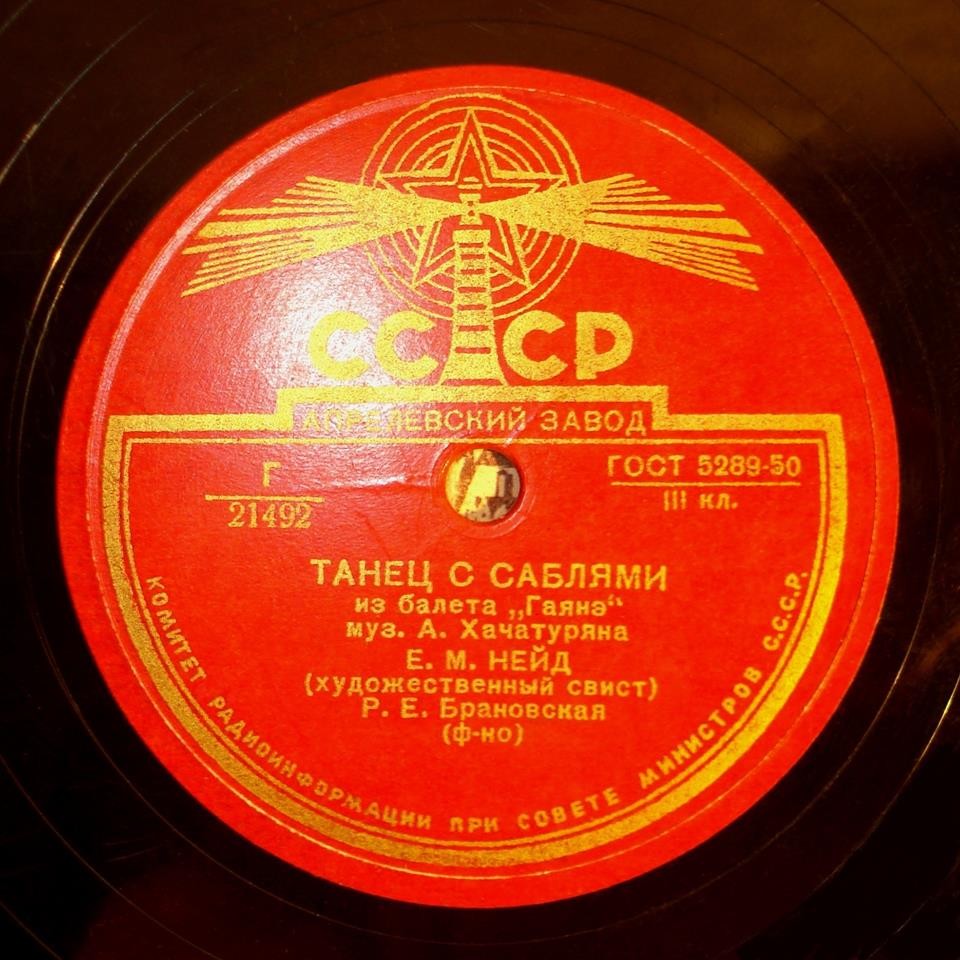 СССР
АПРЕЛЕВСКИЙ ЗАВОД
Г
21492
ГОСТ 5289-50
III кл.
ТАНЕЦ С САБЛЯМИ
из балета „Гаянэ“
муз. А. Хачатуряна
Е. М. НЕЙД
(художественный свист)
Р. Е. Брановская
(ф-но)
КОМИТЕТ РАДИОИНФОРМАЦИИ ПРИ СОВЕТЕ МИНИСТРОВ С.С.С.Р.